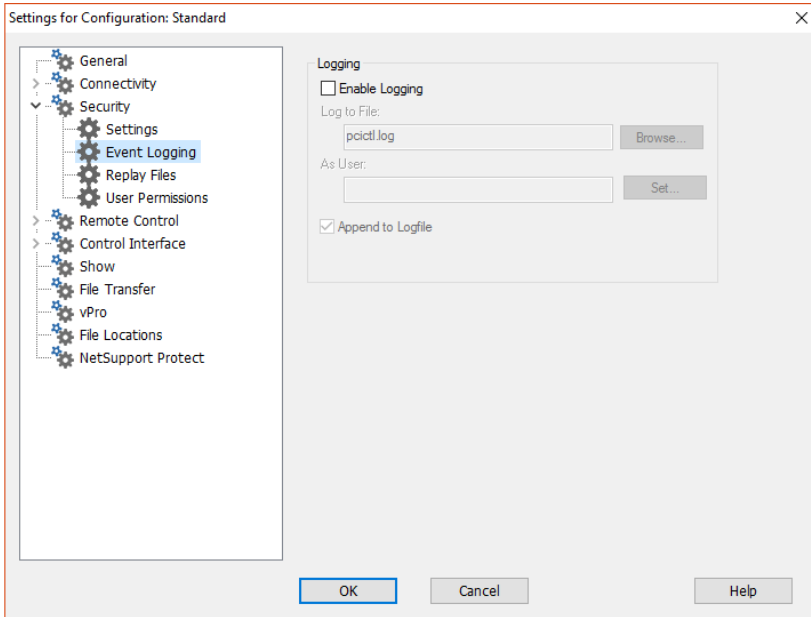 Settings for Configuration: Standard
General
Connectivity
Security
Settings
Event Logging
Replay Files
User Permissions
Remote Control
Control Interface
Show
File Transfer
vPro
File Locations
NetSupport Protect
Logging
Enable Logging
Log to File:
pcictl.log
Browse...
As User:
Set...
Append to Logfile
OK
Cancel
Help